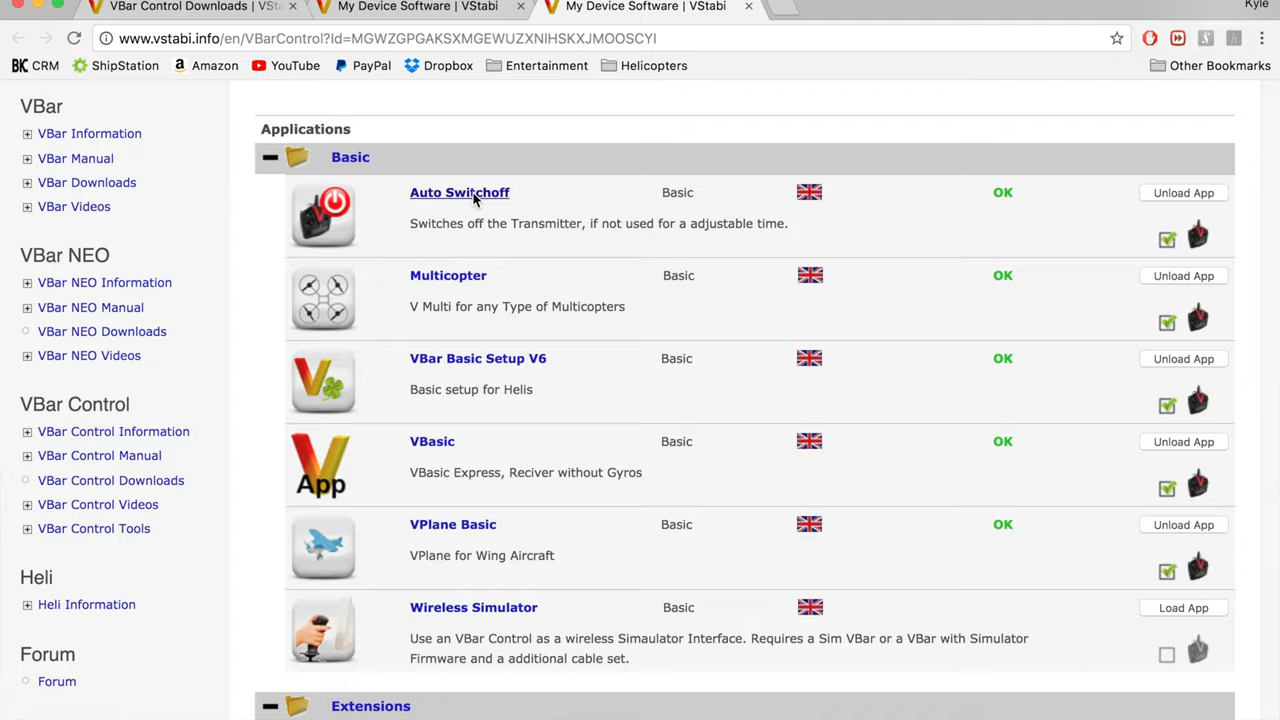 VBar Control Downloads | VSt
My Device Software | VStabi
My Device Software | VStabi
Kyle
www.vstabi.info/en/VBarControl?Id=MGWZGPGAKSXMGEWUZXNIHSKXJMOOSCYI
BK CRM
ShipStation
Amazon
YouTube
PayPal
Dropbox
Entertainment
Helicopters
Other Bookmarks
VBar
VBar Information
VBar Manual
VBar Downloads
VBar Videos
VBar NEO
VBar NEO Information
VBar NEO Manual
VBar NEO Downloads
VBar NEO Videos
VBar Control
VBar Control Information
VBar Control Manual
VBar Control Downloads
VBar Control Videos
VBar Control Tools
Heli
Heli Information
Forum
Forum
Applications
Basic
Auto Switchoff Basic OK Unload App
Switches off the Transmitter, if not used for a adjustable time.
Multicopter Basic OK Unload App
V Multi for any Type of Multicopters
VBar Basic Setup V6 Basic OK Unload App
Basic setup for Helis
VBasic Basic OK Unload App
App
VBasic Express, Reciver without Gyros
VPlane Basic Basic OK Unload App
VPlane for Wing Aircraft
Wireless Simulator Basic Load App
Use an VBar Control as a wireless Simaulator Interface. Requires a Sim VBar or a VBar with Simulator
Firmware and a additional cable set.
Extensions